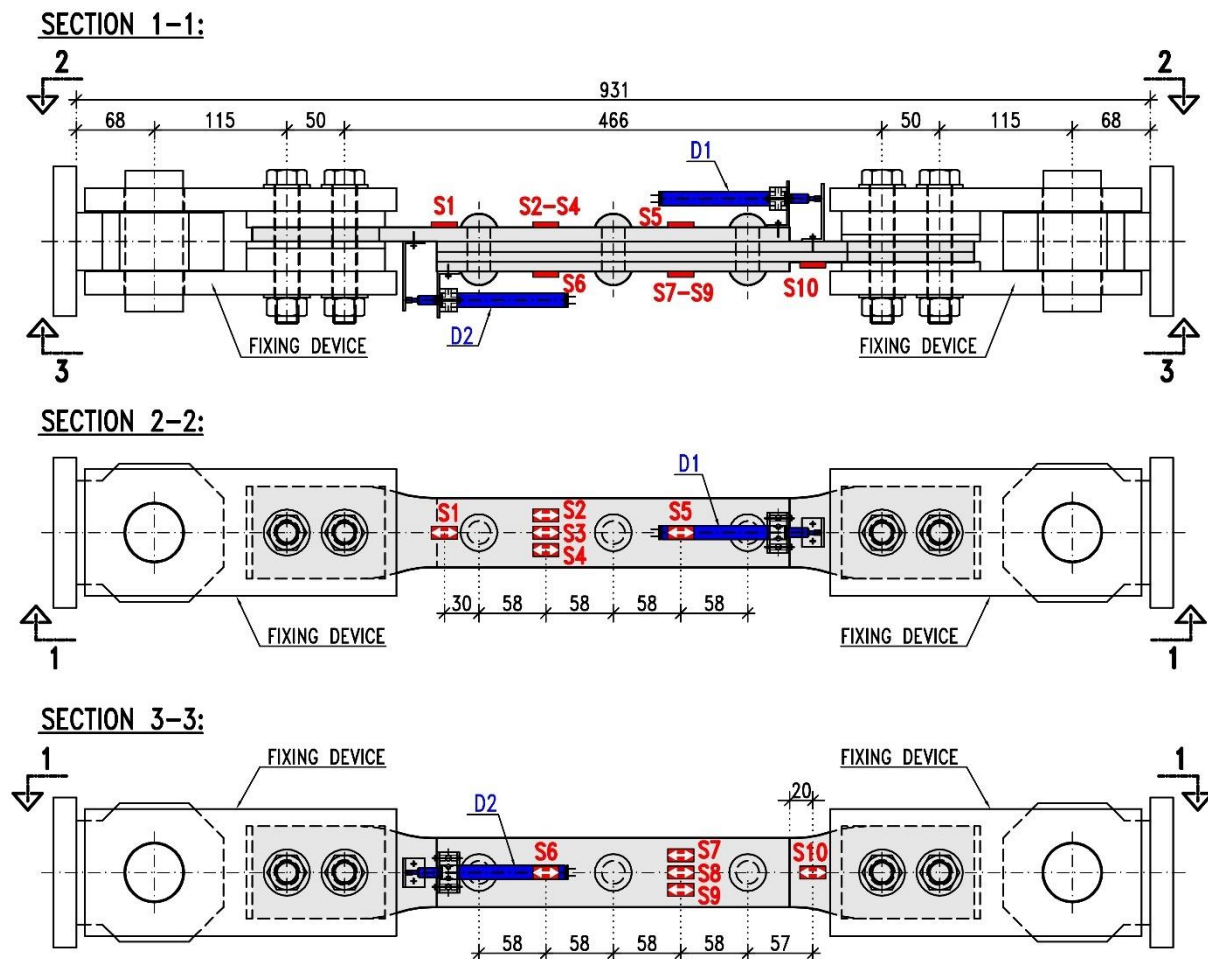 SECTION 1-1:
2 2
931
68 115 50 466 50 115 68
D1
S1 S2-S4 S5
S6 S7-S9 S10
D2
FIXING DEVICE FIXING DEVICE
3 3
SECTION 2-2:
D1
S1 S2 S5
S3
S4
30 58 58 58 58
FIXING DEVICE FIXING DEVICE
1 1
SECTION 3-3:
1 FIXING DEVICE FIXING DEVICE 1
20
D2
S6 S7 S10
S8
S9
58 58 58 58 57